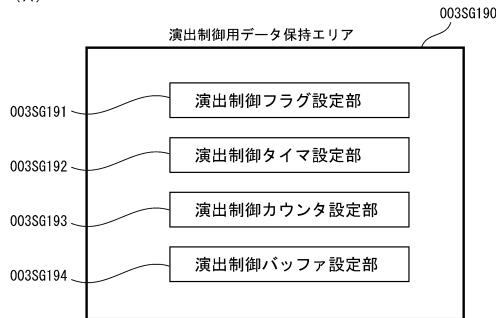 003SG190
演出制御用データ保持エリア
003SG191
演出制御フラグ設定部
003SG192
演出制御タイマ設定部
003SG193
演出制御カウンタ設定部
003SG194
演出制御バッファ設定部